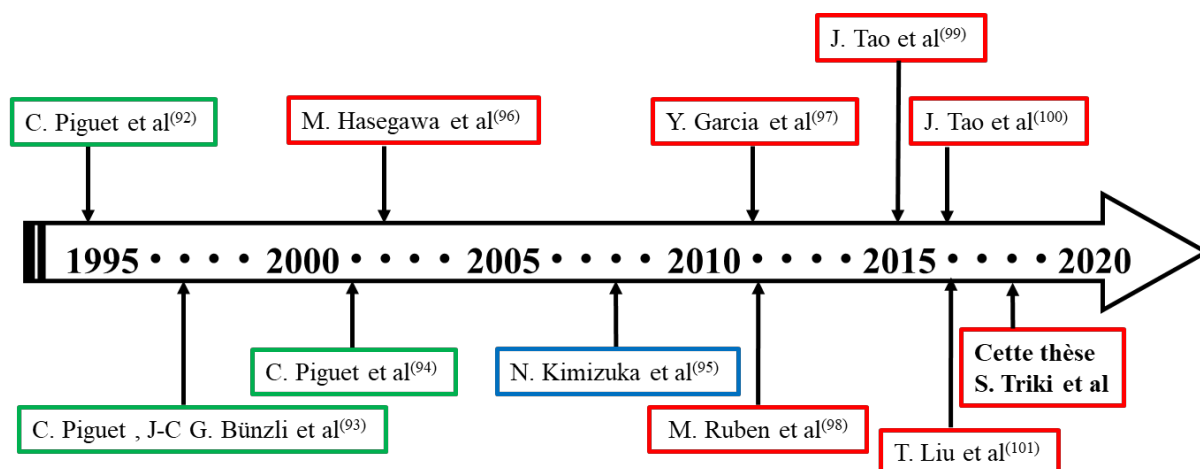 J. Tao et al(99)
C. Piguet et al(92)
M. Hasegawa et al(96)
Y. Garcia et al(97)
J. Tao et al(100)
1995 • • • • 2000 • • • • 2005 • • • • 2010 • • • • 2015 • • • • 2020
C. Piguet et al(94)
N. Kimizuka et al(95)
Cette thèse
S. Triki et al
C. Piguet , J-C G. Bünzli et al(93)
M. Ruben et al(98)
T. Liu et al(101)